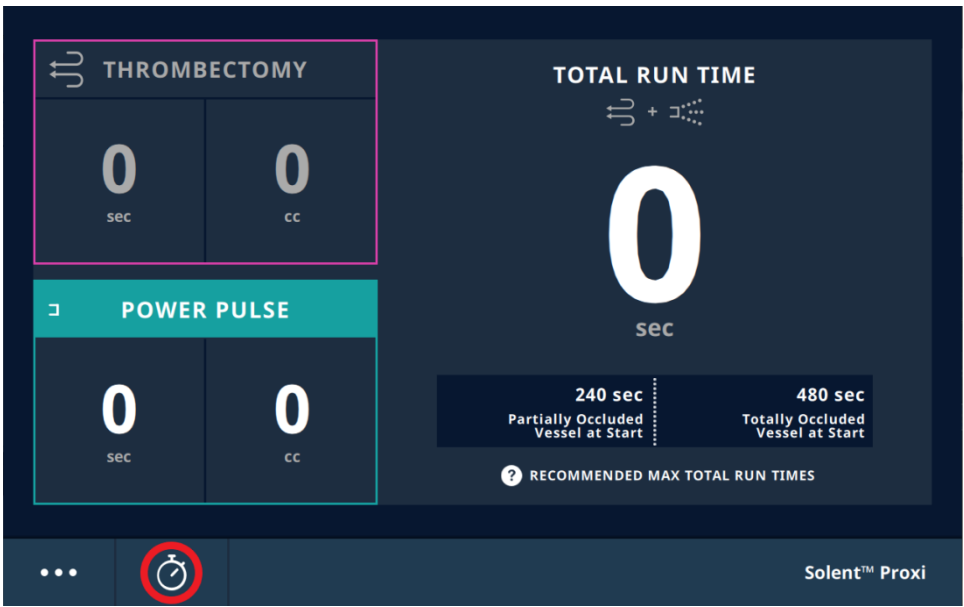 THROMBECTOMY
0 0
sec cc
POWER PULSE
0 0
sec cc
TOTAL RUN TIME
+
0
sec
240 sec
Partially Occluded
Vessel at Start
480 sec
Totally Occluded
Vessel at Start
? RECOMMENDED MAX TOTAL RUN TIMES
Solent™ Proxi